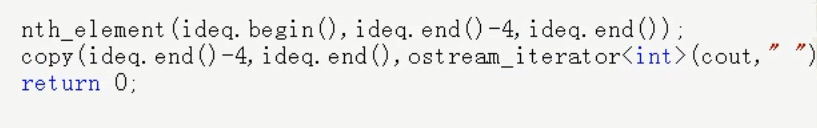 nth_element(ideq.begin(),ideq.end()-4,ideq.end());
copy(ideq.end()-4,ideq.end(),ostream_iterator<int>(cout," ")
return 0;